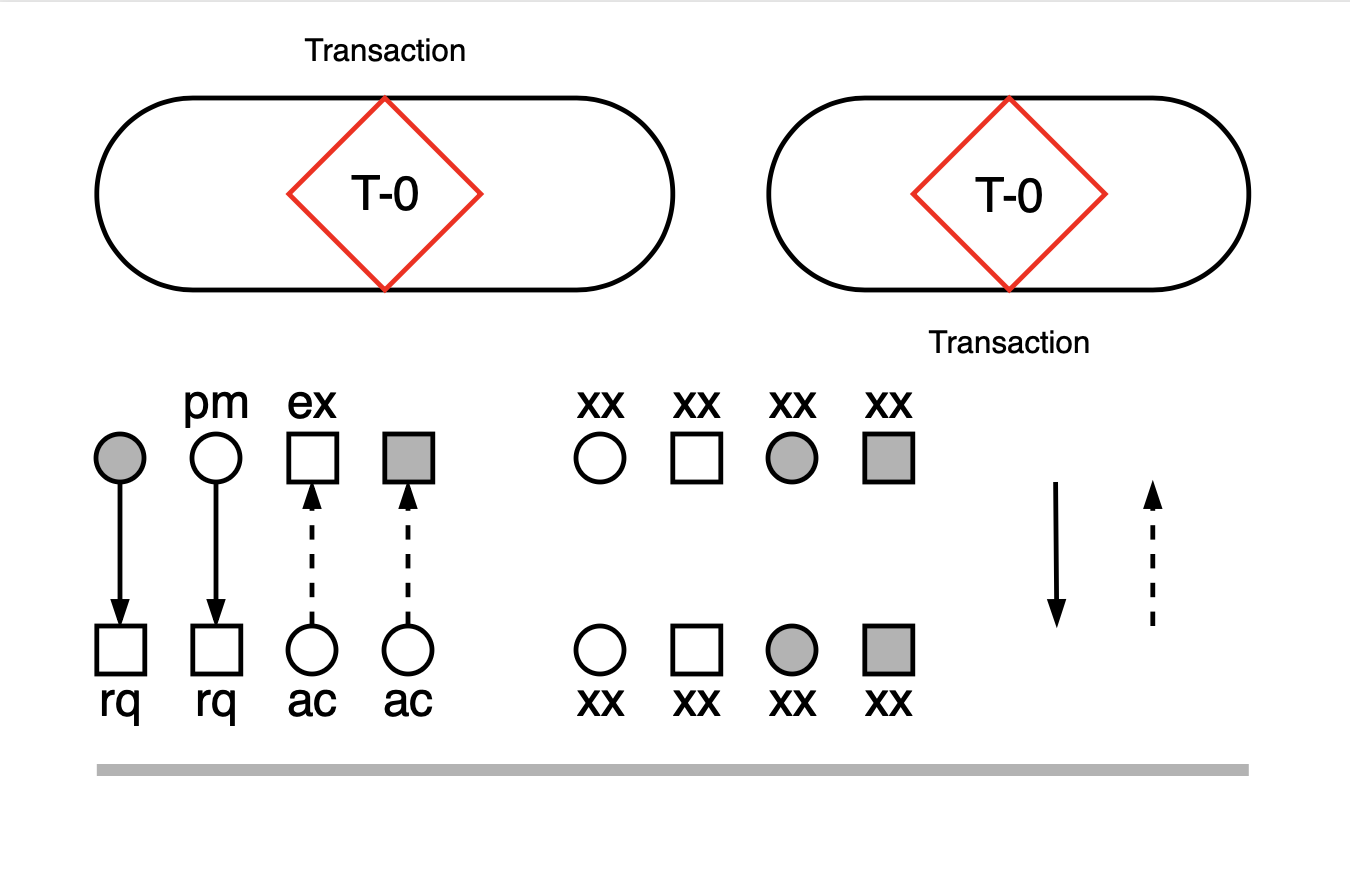 Transaction
T-0 T-0
Transaction
pm ex xx xx xx xx
rq rq ac ac xx xx xx xx